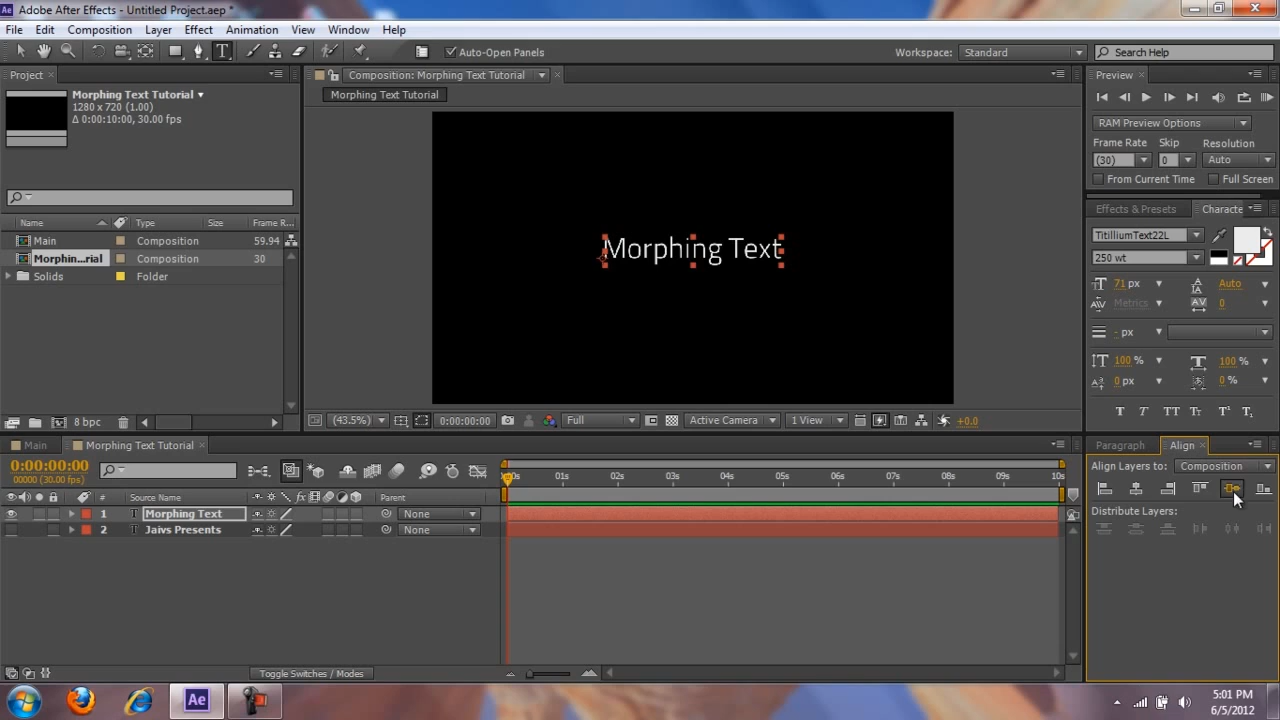 Adobe After Effects - Untitled Project.aep *
File Edit Composition Layer Effect Animation View Window Help
Auto-Open Panels
Workspace: Standard
Search Help
Project
Morphing Text Tutorial
1280 x 720 (1.00)
Δ 0:00:10:00, 30.00 fps
Name Type Size Frame R...
Main Composition 59.94
Morphin...rial Composition 30
Solids Folder
8 bpc
Composition: Morphing Text Tutorial
Morphing Text Tutorial
Morphing Text
(43.5%) 0:00:00:00 Full Active Camera 1 View +0.0
Preview
RAM Preview Options
Frame Rate Skip Resolution
(30) 0 Auto
From Current Time Full Screen
Effects & Presets Characte
TitilliumText22L
250 wt
71 px Auto
Metrics 0
- px
100 % 100 %
0 px 0 %
T T TT Tt T¹ T₁
Main Morphing Text Tutorial
0:00:00:00
00000 (30.00 fps)
:00s 01s 02s 03s 04s 05s 06s 07s 08s 09s 10s
# Source Name Parent
1 T Morphing Text None
2 T Jaivs Presents None
Toggle Switches / Modes
Paragraph Align
Align Layers to: Composition
Distribute Layers:
Ae
5:01 PM
6/5/2012